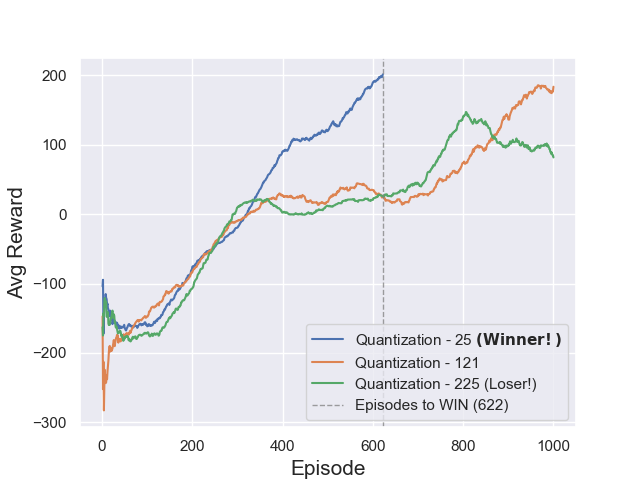 200
100
0
−100
−200
−300
Avg Reward
0
200
400
600
800
1000
Episode
Quantization - 25 (Winner! )
Quantization - 121
Quantization - 225 (Loser!)
Episodes to WIN (622)